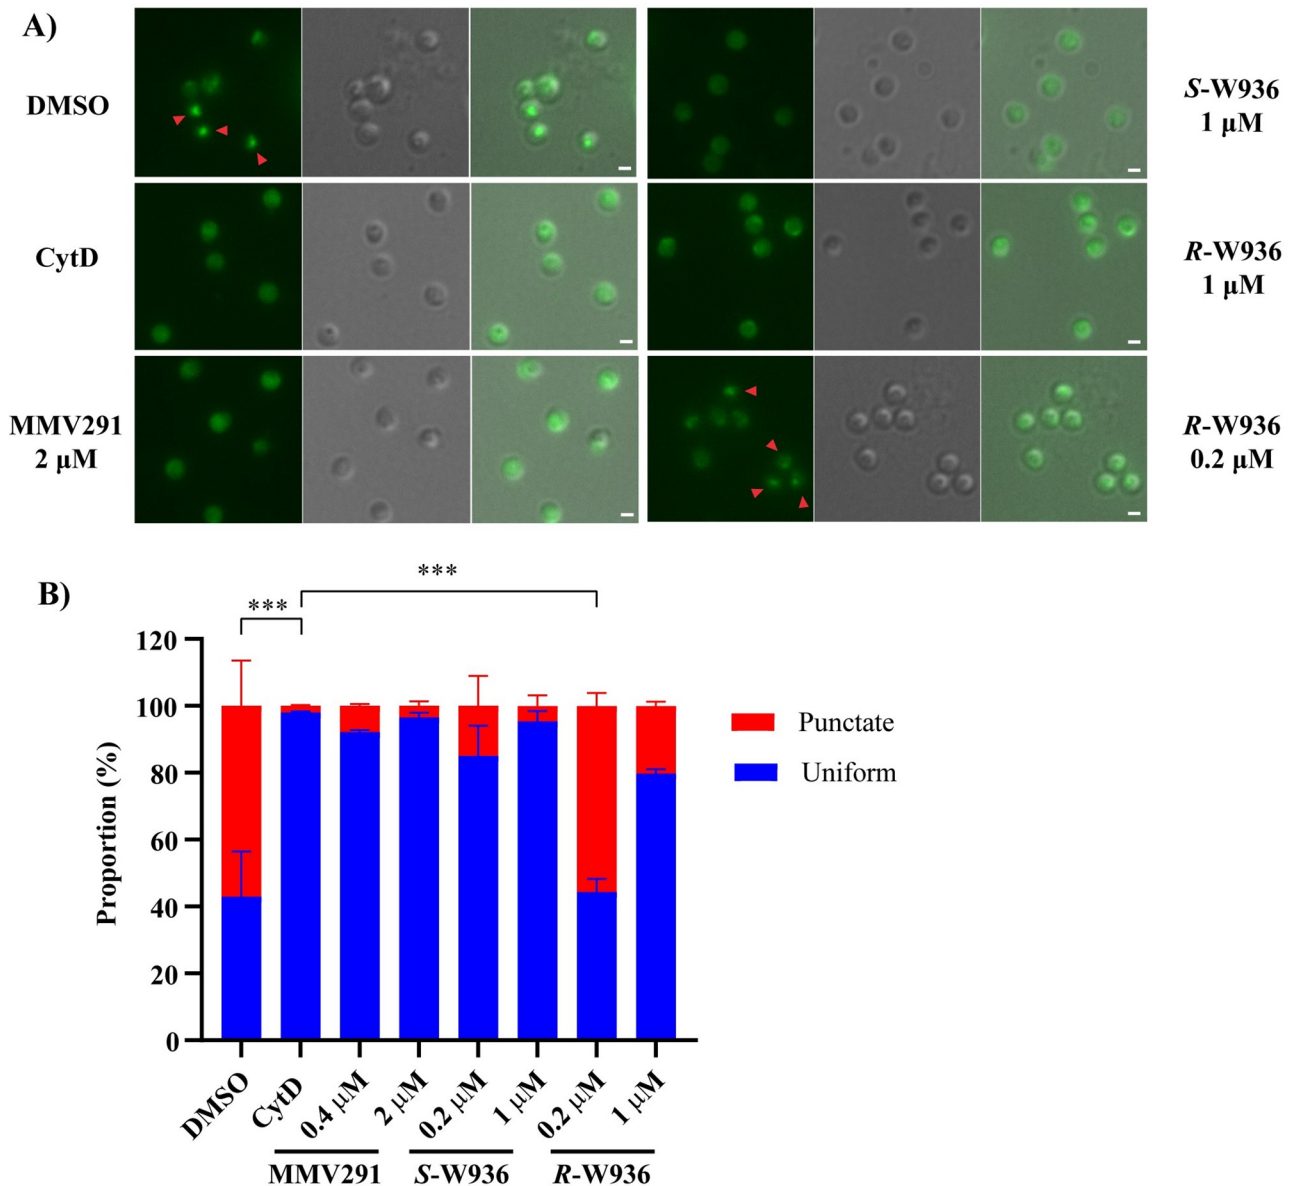 A)
DMSO
S-W936
1 µM
CytD
R-W936
1 µM
MMV291
2 µM
R-W936
0.2 µM
B)
***
***
Proportion (%)
120
100
80
60
40
20
0
Punctate
Uniform
DMSO
CytD
0.4 µM
2 µM
0.2 µM
1 µM
0.2 µM
1 µM
MMV291
S-W936
R-W936